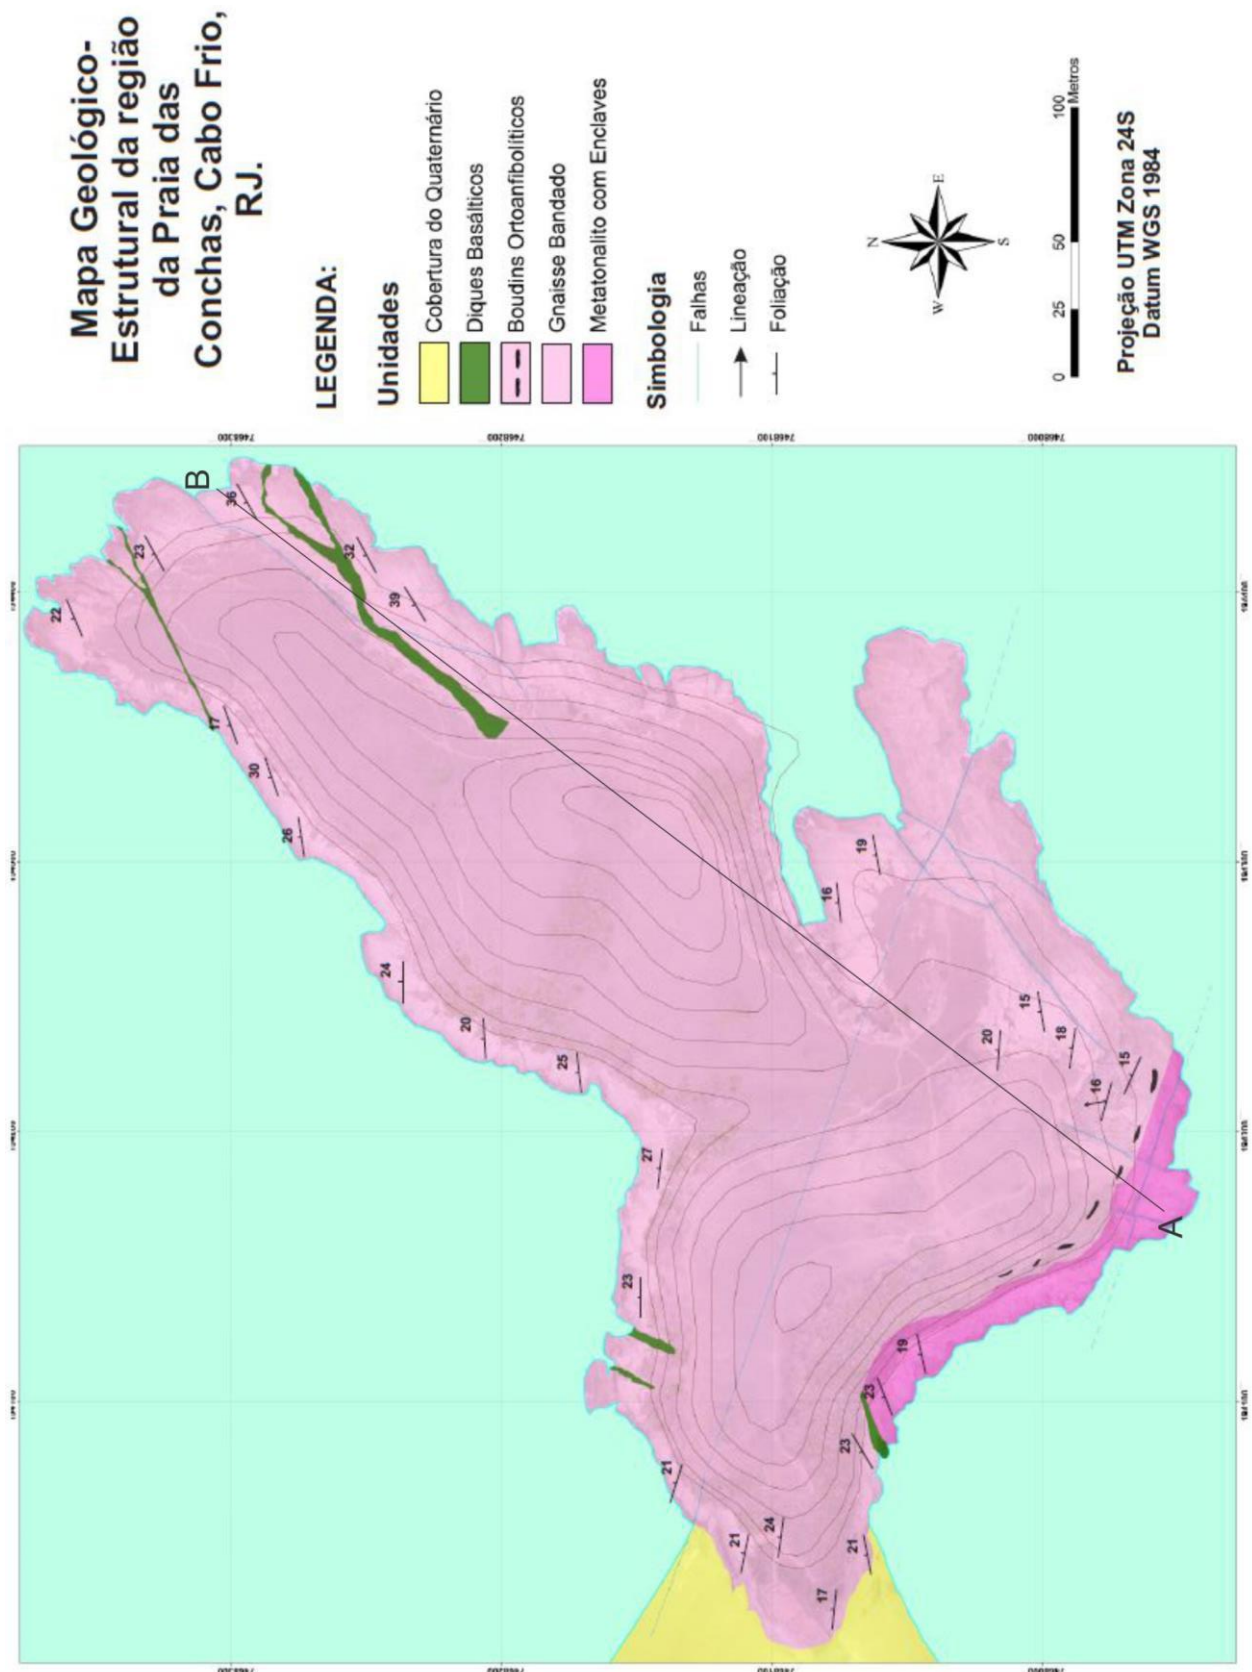 Mapa Geológico-
Estrutural da região
da Praia das
Conchas, Cabo Frio,
RJ.
LEGENDA:
Unidades
Cobertura do Quaternário
Diques Basálticos
Boudins Ortoanfibolíticos
Gnaisse Bandado
Metatonalito com Enclaves
Simbologia
Falhas
Lineação
Foliação
N
W
E
S
0
25
50
100
Metros
Projeção UTM Zona 24S
Datum WGS 1984
7468300
7468200
7468100
7468000
B
36
23
22
32
39
17
30
26
24
20
25
27
23
21
21
24
21
17
23
23
19
16
19
15
20
18
15
16
A